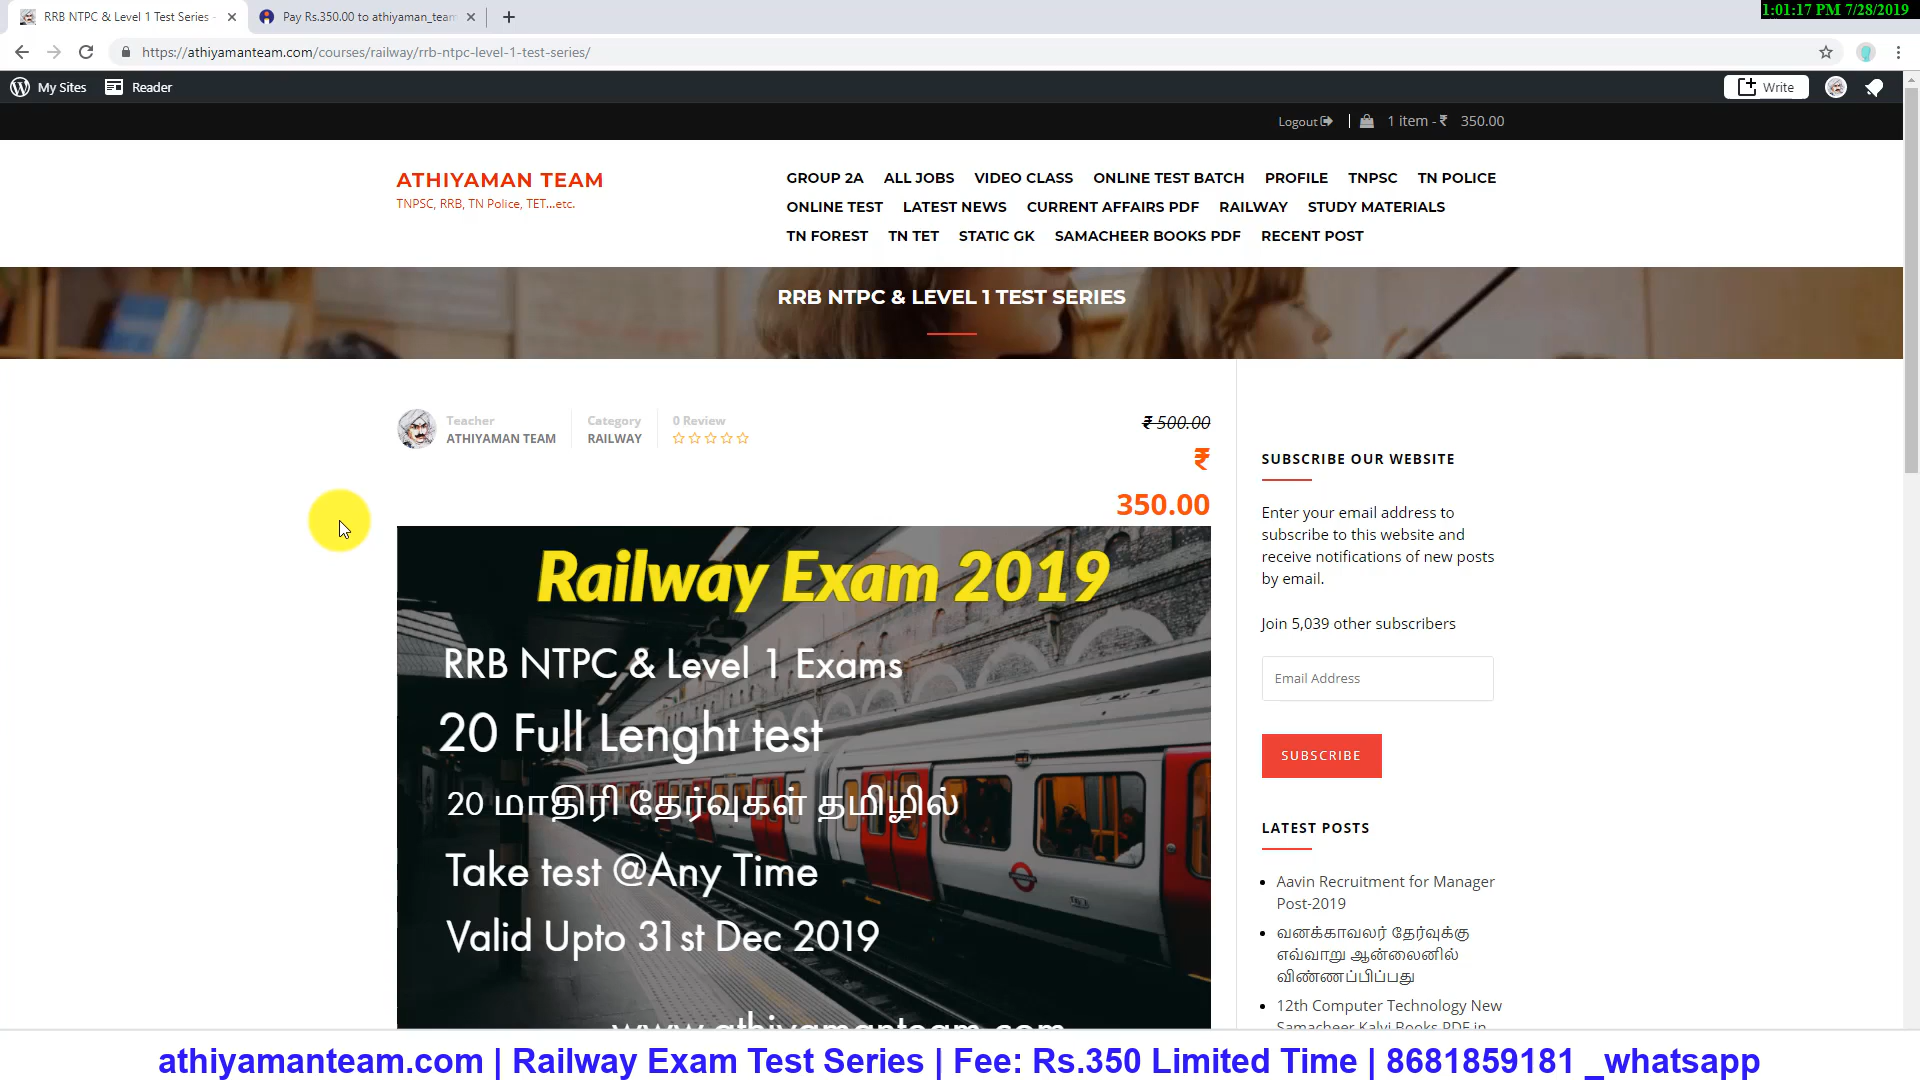 RRB NTPC & Level 1 Test Series -
Pay Rs.350.00 to athiyaman_team
1:01:17 PM 7/28/2019
https://athiyamanteam.com/courses/railway/rrb-ntpc-level-1-test-series/
My Sites
Reader
Write
Logout
1 item - ₹ 350.00
ATHIYAMAN TEAM
TNPSC, RRB, TN Police, TET...etc.
GROUP 2A ALL JOBS VIDEO CLASS ONLINE TEST BATCH PROFILE TNPSC TN POLICE
ONLINE TEST LATEST NEWS CURRENT AFFAIRS PDF RAILWAY STUDY MATERIALS
TN FOREST TN TET STATIC GK SAMACHEER BOOKS PDF RECENT POST
RRB NTPC & LEVEL 1 TEST SERIES
Teacher
ATHIYAMAN TEAM
Category
RAILWAY
0 Review
₹ 500.00
₹
350.00
Railway Exam 2019
RRB NTPC & Level 1 Exams
20 Full Lenght test
20 மாதிரி தேர்வுகள் தமிழில்
Take test @Any Time
Valid Upto 31st Dec 2019
www.athiyamanteam.com
SUBSCRIBE OUR WEBSITE
Enter your email address to
subscribe to this website and
receive notifications of new posts
by email.
Join 5,039 other subscribers
Email Address
SUBSCRIBE
LATEST POSTS
Aavin Recruitment for Manager
Post-2019
வனக்காவலர் தேர்வுக்கு
எவ்வாறு ஆன்லைனில்
விண்ணப்பிப்பது
12th Computer Technology New
Samacheer Kalvi Books PDF in
athiyamanteam.com | Railway Exam Test Series | Fee: Rs.350 Limited Time | 8681859181 _whatsapp